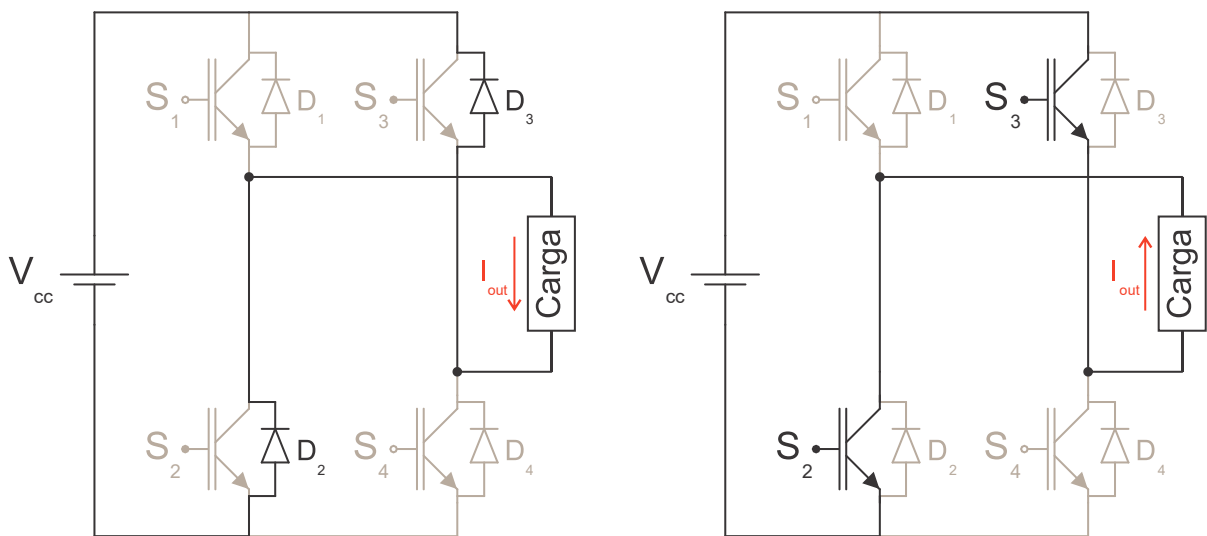 S1 D1 S3 D3
Vcc Iout Carga
S2 D2 S4 D4
S1 D1 S3 D3
Vcc Iout Carga
S2 D2 S4 D4